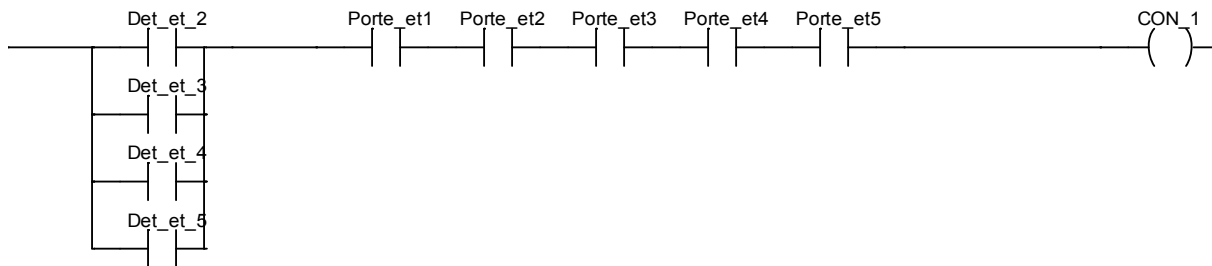 Det_et_2 Porte_et1 Porte_et2 Porte_et3 Porte_et4 Porte_et5 CON_1
Det_et_3
Det_et_4
Det_et_5